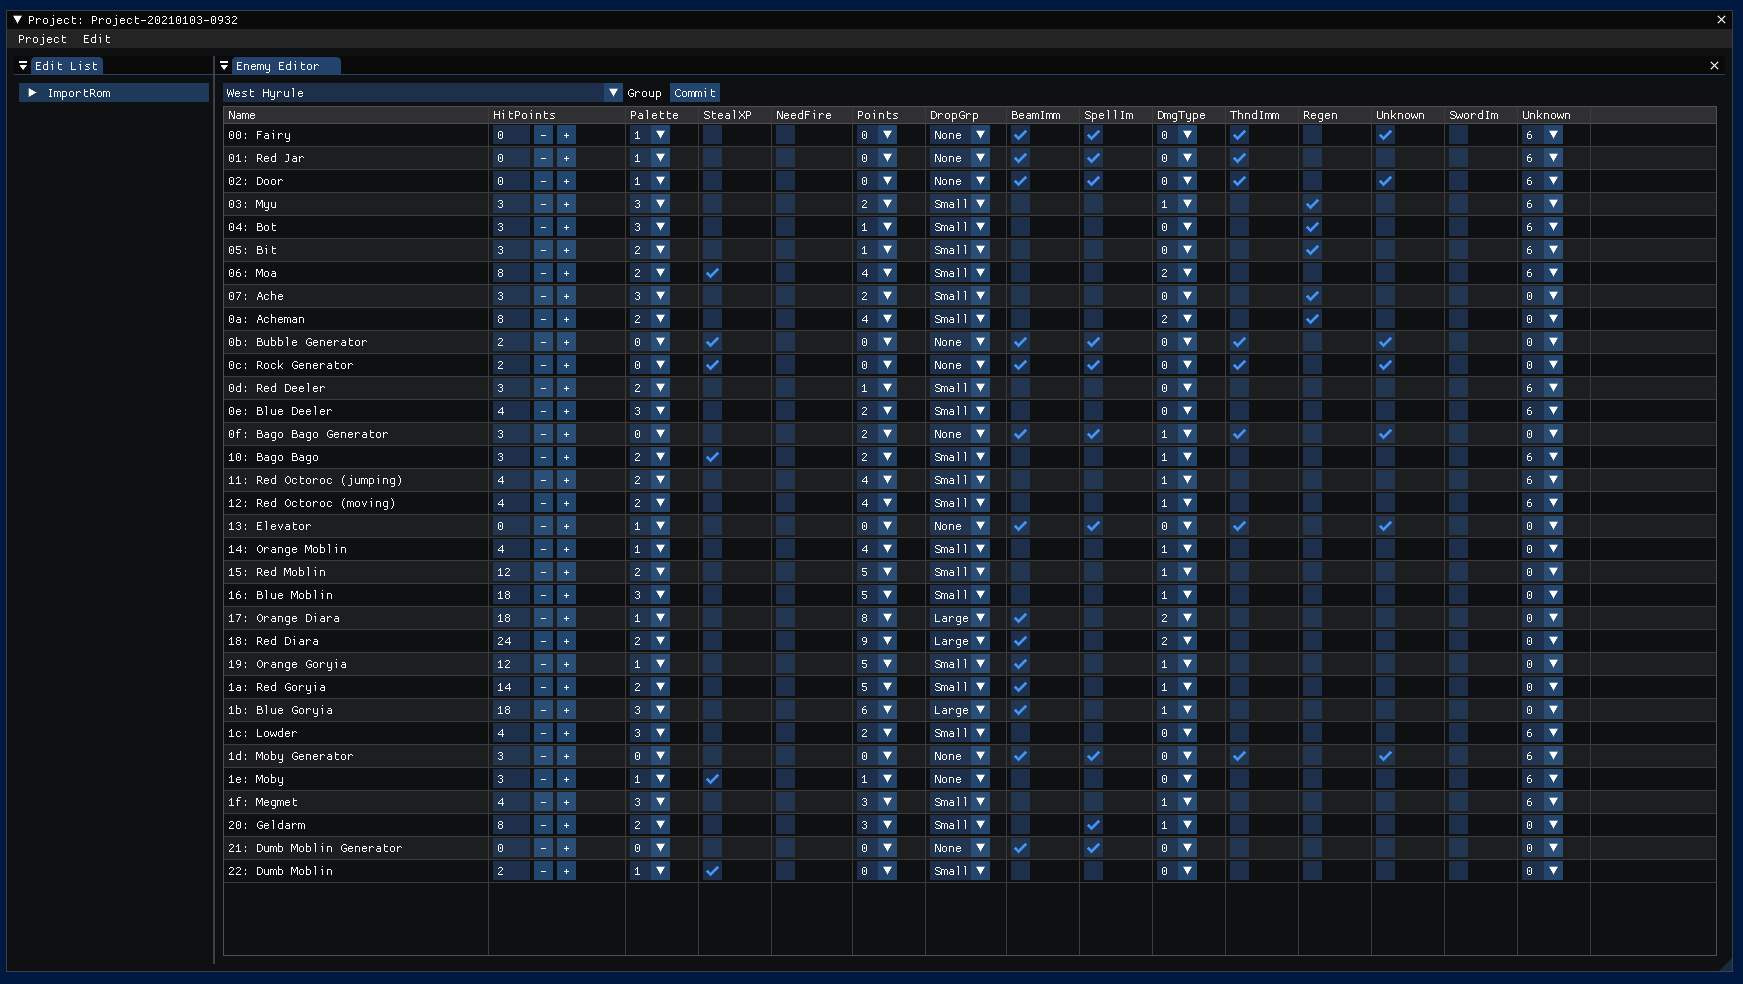 Project: Project-20210103-0932
Project Edit
Edit List
ImportRom
Enemy Editor
West Hyrule Group Commit
Name HitPoints Palette StealXP NeedFire Points DropGrp BeamImm SpellIm DmgType ThndImm Regen Unknown SwordIm Unknown
00: Fairy 0 - + 1 0 None 0 6
01: Red Jar 0 - + 1 0 None 0 6
02: Door 0 - + 1 0 None 0 6
03: Myu 3 - + 3 2 Small 1 6
04: Bot 3 - + 3 1 Small 0 6
05: Bit 3 - + 2 1 Small 0 6
06: Moa 8 - + 2 4 Small 2 6
07: Ache 3 - + 3 2 Small 0 0
0a: Acheman 8 - + 2 4 Small 2 0
0b: Bubble Generator 2 - + 0 0 None 0 0
0c: Rock Generator 2 - + 0 0 None 0 0
0d: Red Deeler 3 - + 2 1 Small 0 6
0e: Blue Deeler 4 - + 3 2 Small 0 6
0f: Bago Bago Generator 3 - + 0 2 None 1 0
10: Bago Bago 3 - + 2 2 Small 1 6
11: Red Octoroc (jumping) 4 - + 2 4 Small 1 6
12: Red Octoroc (moving) 4 - + 2 4 Small 1 6
13: Elevator 0 - + 1 0 None 0 0
14: Orange Moblin 4 - + 1 4 Small 1 0
15: Red Moblin 12 - + 2 5 Small 1 0
16: Blue Moblin 18 - + 3 5 Small 1 0
17: Orange Diara 18 - + 1 8 Large 2 0
18: Red Diara 24 - + 2 9 Large 2 0
19: Orange Goryia 12 - + 1 5 Small 1 0
1a: Red Goryia 14 - + 2 5 Small 1 0
1b: Blue Goryia 18 - + 3 6 Large 1 0
1c: Lowder 4 - + 3 2 Small 0 6
1d: Moby Generator 3 - + 0 0 None 0 6
1e: Moby 3 - + 1 1 None 0 6
1f: Megmet 4 - + 3 3 Small 1 6
20: Geldarm 8 - + 2 3 Small 1 0
21: Dumb Moblin Generator 0 - + 0 0 None 0 0
22: Dumb Moblin 2 - + 1 0 Small 0 0